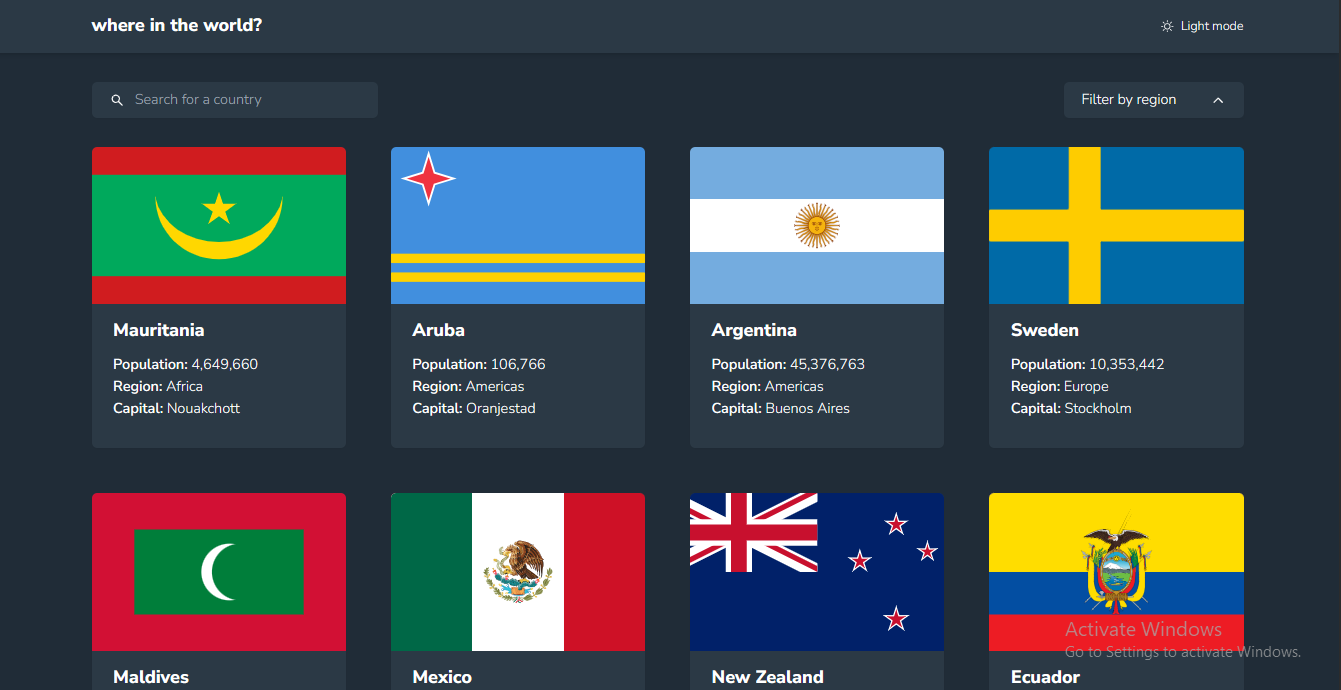 where in the world?
Light mode
Search for a country
Filter by region
Mauritania
Population: 4,649,660
Region: Africa
Capital: Nouakchott
Aruba
Population: 106,766
Region: Americas
Capital: Oranjestad
Argentina
Population: 45,376,763
Region: Americas
Capital: Buenos Aires
Sweden
Population: 10,353,442
Region: Europe
Capital: Stockholm
Maldives
Mexico
New Zealand
Ecuador
Activate Windows
Go to Settings to activate Windows.